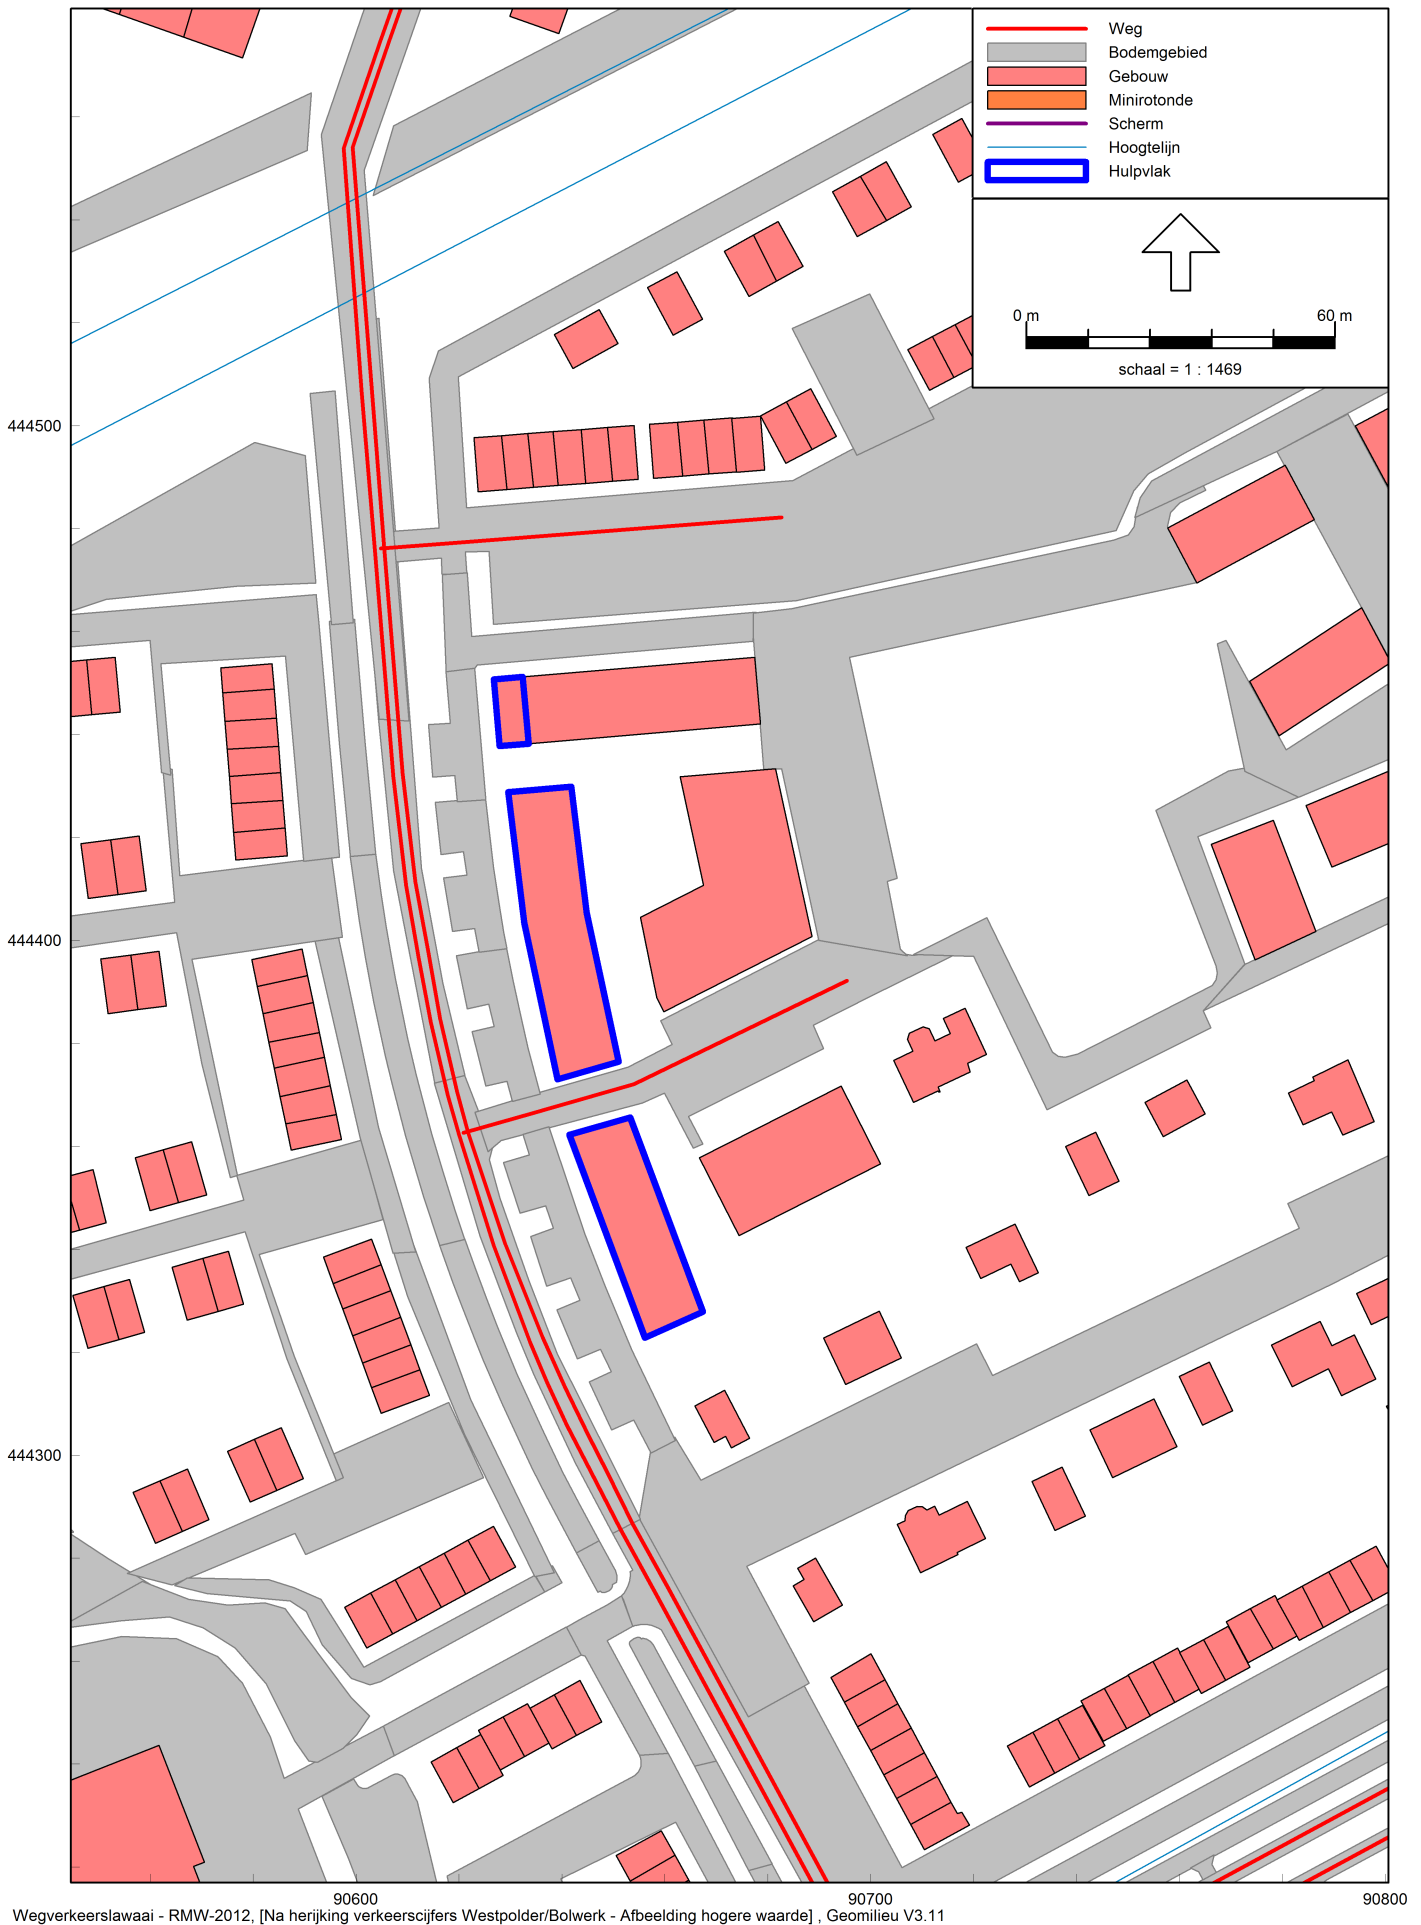 Weg
Bodemgebied
Gebouw
Minirotonde
Scherm
Hoogtelijn
Hulpvlak
0 m 60 m
schaal = 1 : 1469
444500
444400
444300
90600 90700 90800
Wegverkeerslawaai - RMW-2012, [Na herijking verkeerscijfers Westpolder/Bolwerk - Afbeelding hogere waarde] , Geomilieu V3.11